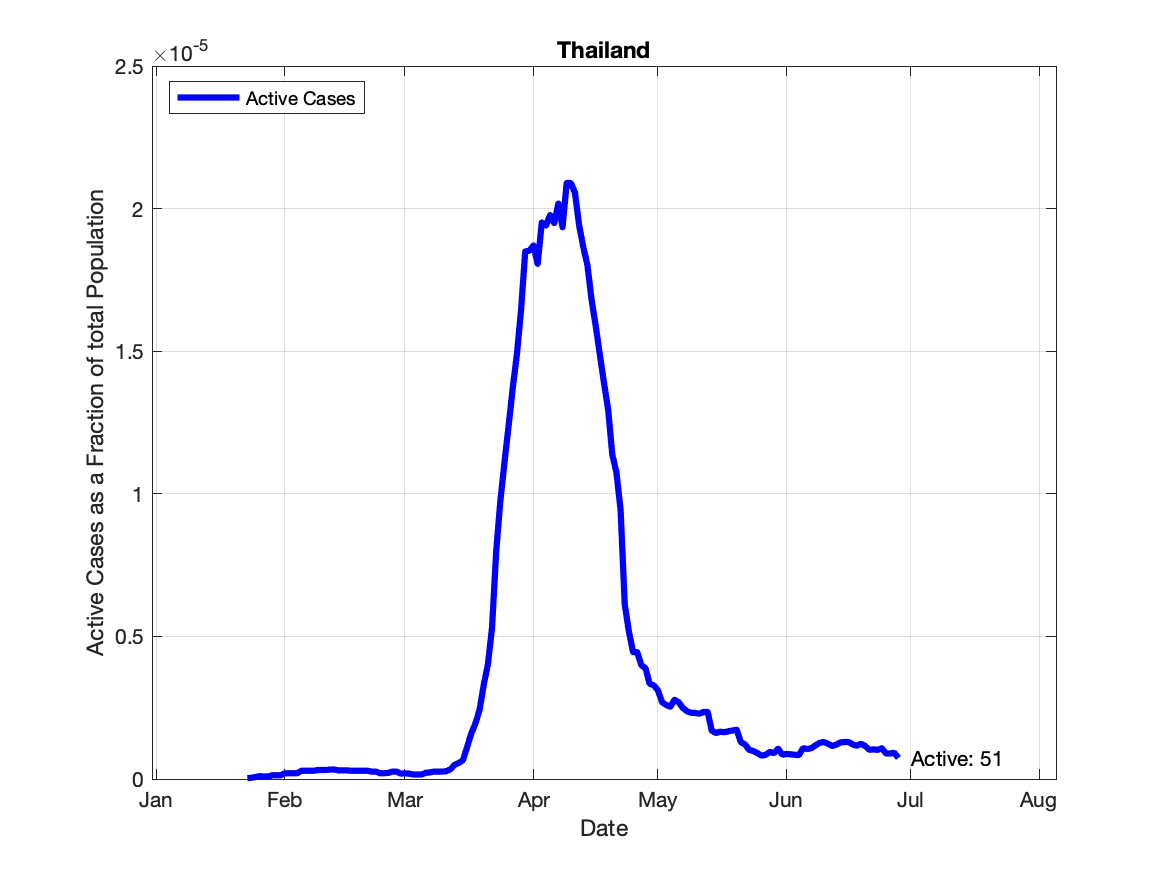 Thailand
×10^-5
Active Cases
2.5
2
1.5
1
0.5
0
Active Cases as a Fraction of total Population
Active: 51
Jan Feb Mar Apr May Jun Jul Aug
Date